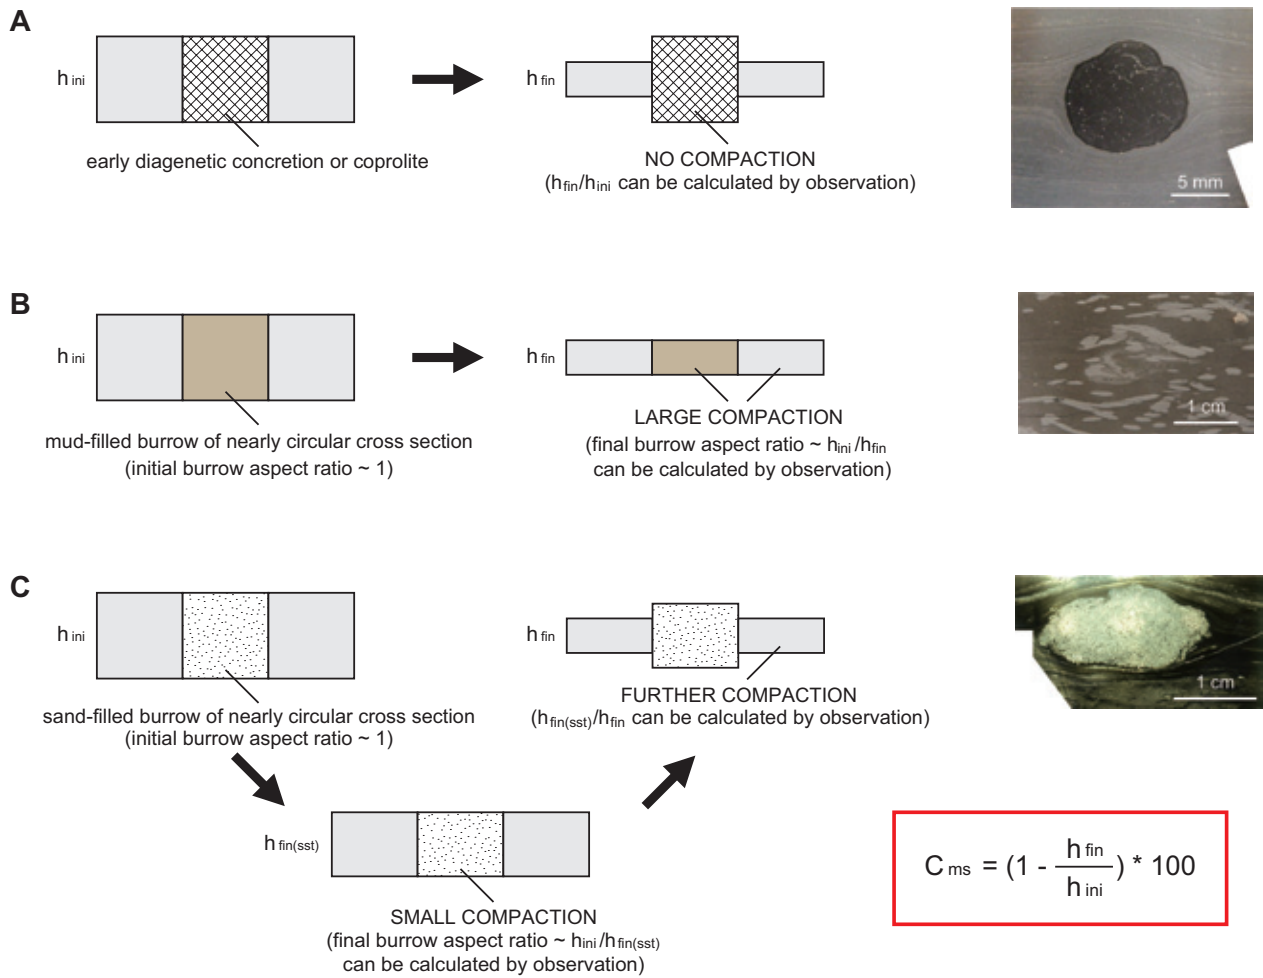 A
h ini
h fin
early diagenetic concretion or coprolite
NO COMPACTION
(hfin/hini can be calculated by observation)
5 mm
B
h ini
h fin
mud-filled burrow of nearly circular cross section
(initial burrow aspect ratio ~ 1)
LARGE COMPACTION
(final burrow aspect ratio ~ hini/hfin
can be calculated by observation)
1 cm
C
h ini
h fin
sand-filled burrow of nearly circular cross section
(initial burrow aspect ratio ~ 1)
FURTHER COMPACTION
(hfin(sst)/hfin can be calculated by observation)
1 cm
h fin(sst)
SMALL COMPACTION
(final burrow aspect ratio ~ hini/hfin(sst)
can be calculated by observation)
C ms = (1 - h fin / h ini) * 100